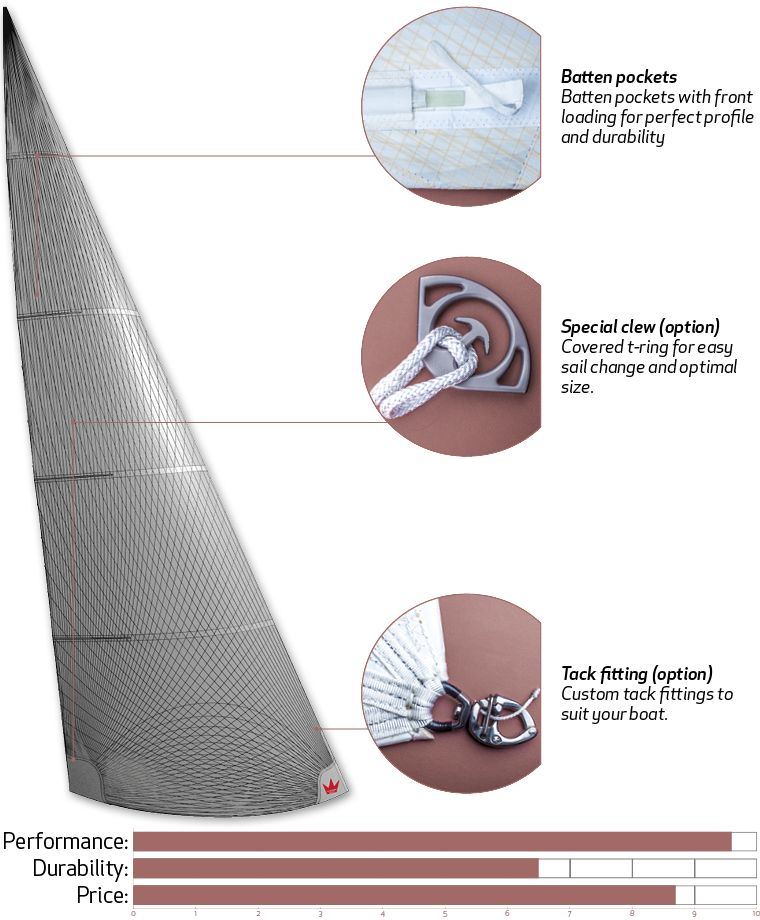 Batten pockets
Batten pockets with front
loading for perfect profile
and durability
Special clew (option)
Covered t-ring for easy
sail change and optimal
size.
Tack fitting (option)
Custom tack fittings to
suit your boat.
Performance:
Durability:
Price:
0 1 2 3 4 5 6 7 8 9 10